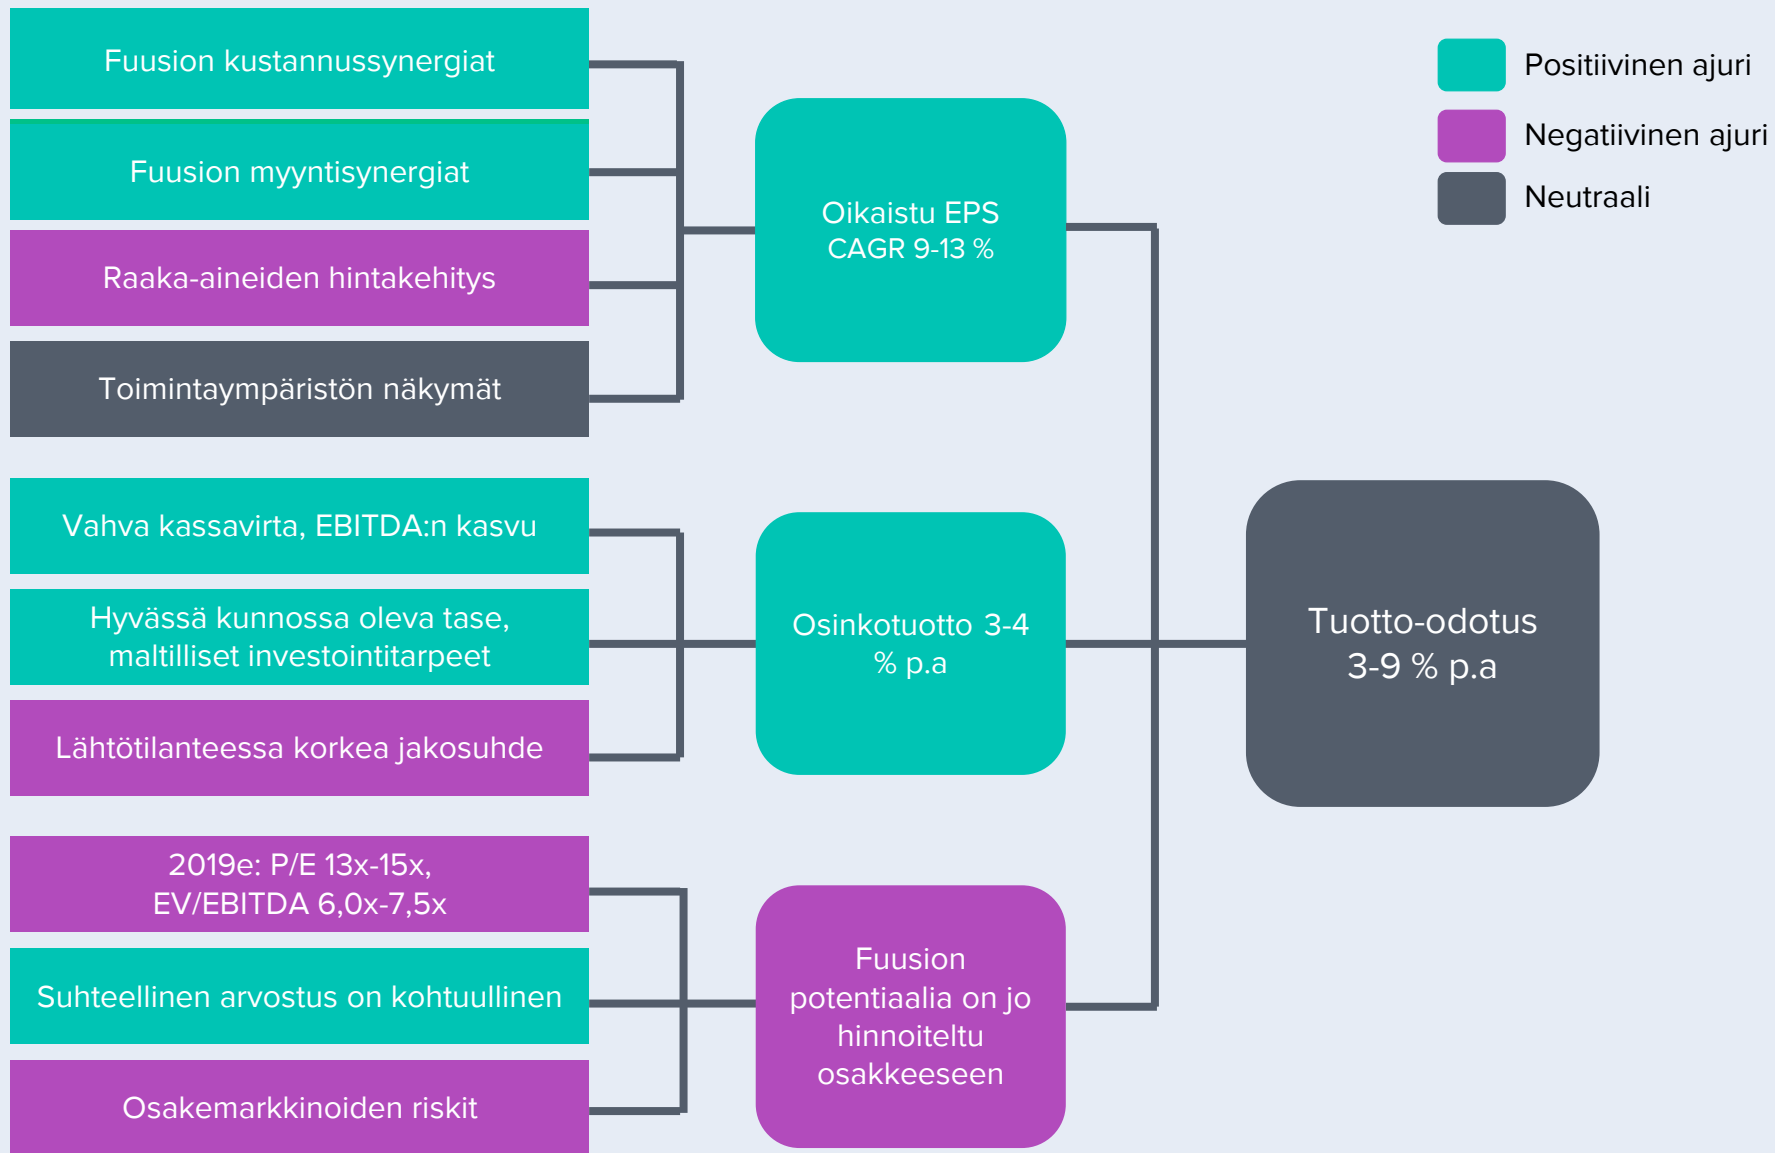 Fuusion kustannussynergiat
Fuusion myyntisynergiat
Raaka-aineiden hintakehitys
Toimintaympäristön näkymät
Oikaistu EPS
CAGR 9-13 %
Positiivinen ajuri
Negatiivinen ajuri
Neutraali
Vahva kassavirta, EBITDA:n kasvu
Hyvässä kunnossa oleva tase,
maltilliset investointitarpeet
Lähtötilanteessa korkea jakosuhde
Osinkotuotto 3-4
% p.a
Tuotto-odotus
3-9 % p.a
2019e: P/E 13x-15x,
EV/EBITDA 6,0x-7,5x
Suhteellinen arvostus on kohtuullinen
Osakemarkkinoiden riskit
Fuusion
potentiaalia on jo
hinnoiteltu
osakkeeseen